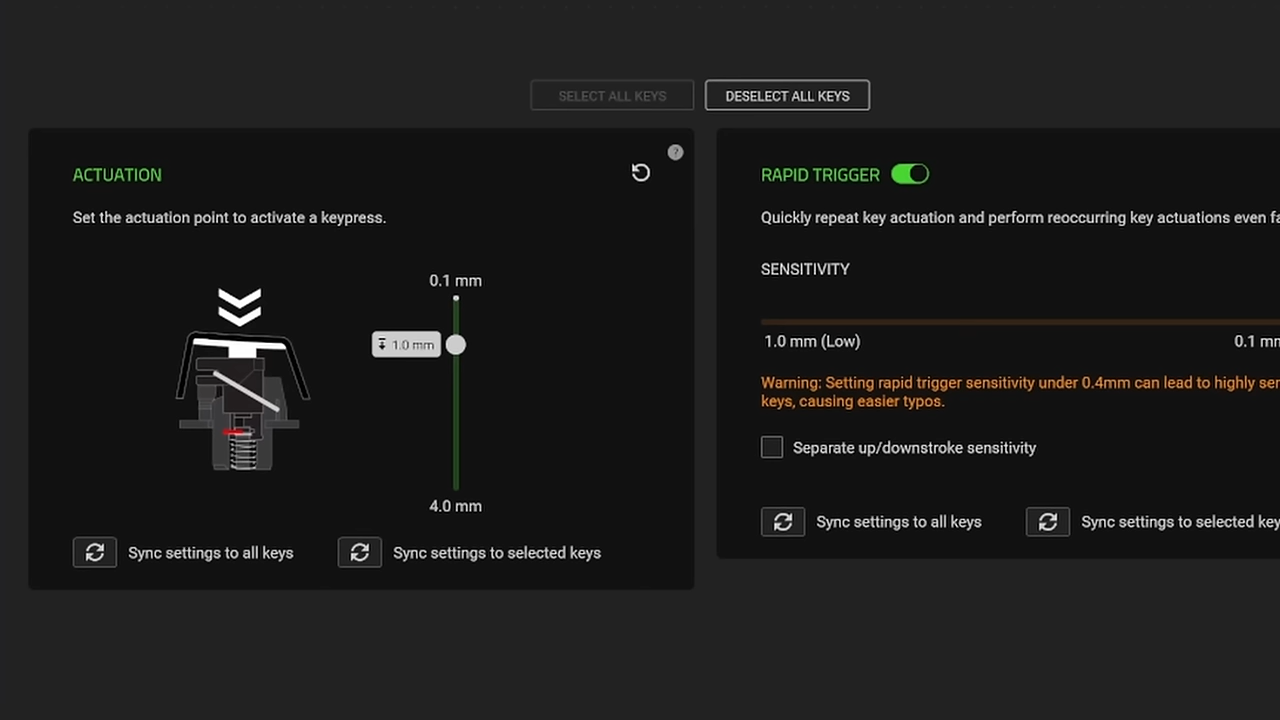 SELECT ALL KEYS
DESELECT ALL KEYS
ACTUATION
?
Set the actuation point to activate a keypress.
0.1 mm
1.0 mm
4.0 mm
Sync settings to all keys
Sync settings to selected keys
RAPID TRIGGER
Quickly repeat key actuation and perform reoccurring key actuations even fa
SENSITIVITY
1.0 mm (Low)
0.1 mm
Warning: Setting rapid trigger sensitivity under 0.4mm can lead to highly sen
keys, causing easier typos.
Separate up/downstroke sensitivity
Sync settings to all keys
Sync settings to selected key